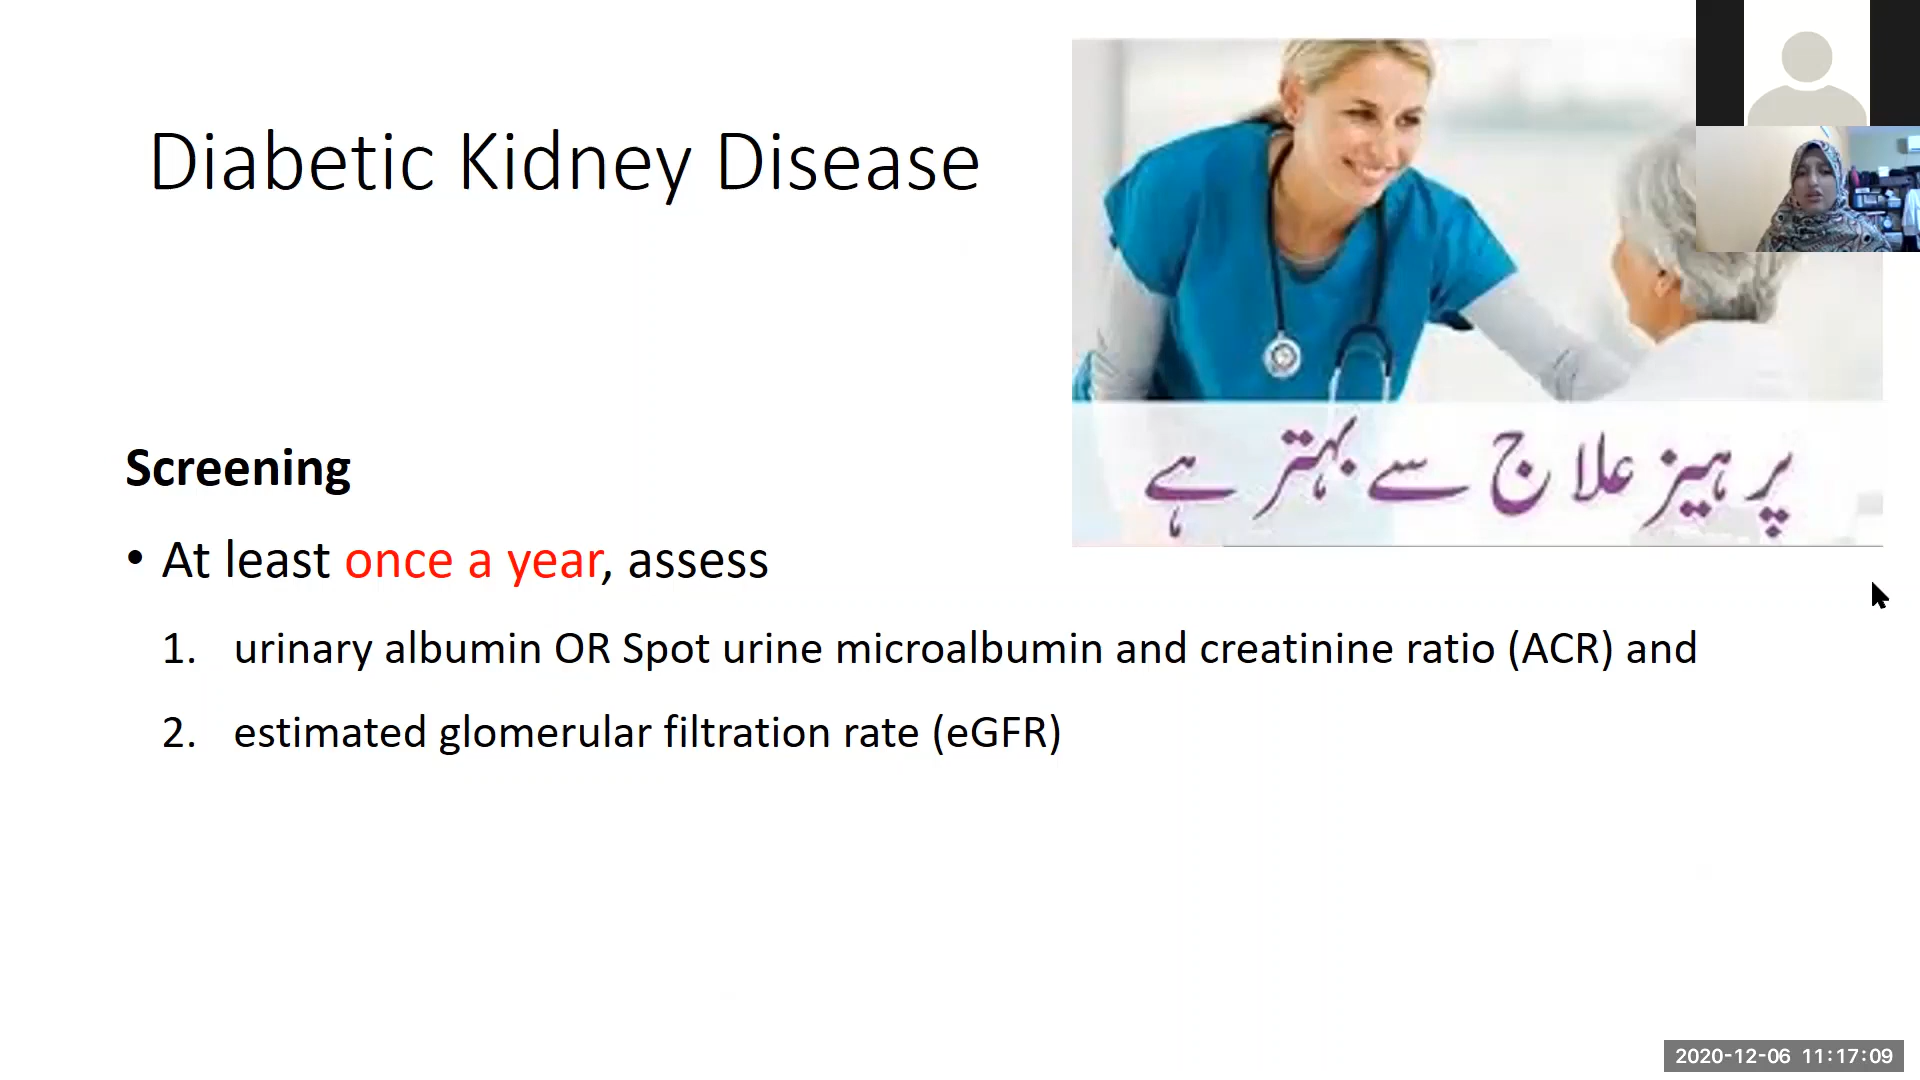 Diabetic Kidney Disease
پرہیز علاج سے بہتر ہے
Screening
• At least once a year, assess
1. urinary albumin OR Spot urine microalbumin and creatinine ratio (ACR) and
2. estimated glomerular filtration rate (eGFR)
2020-12-06 11:17:09